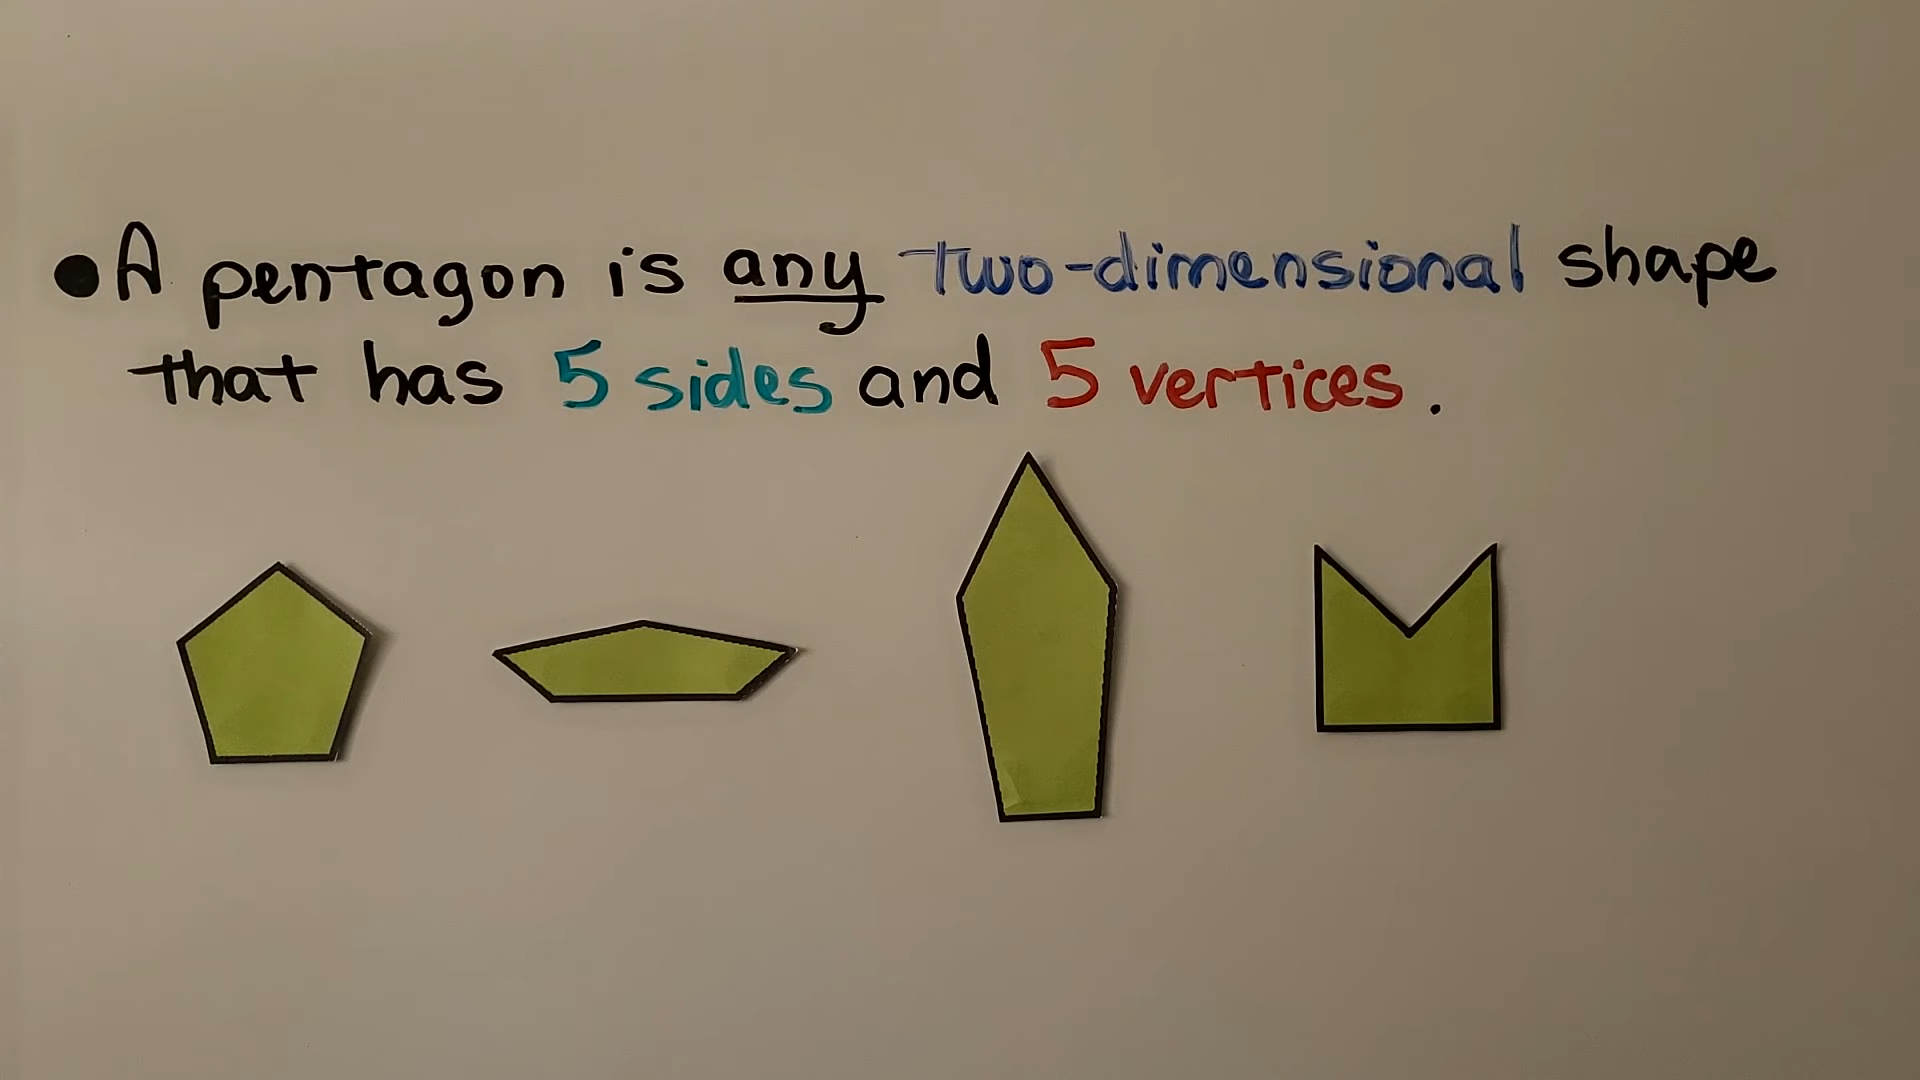 • A pentagon is any two-dimensional shape
that has 5 sides and 5 vertices.